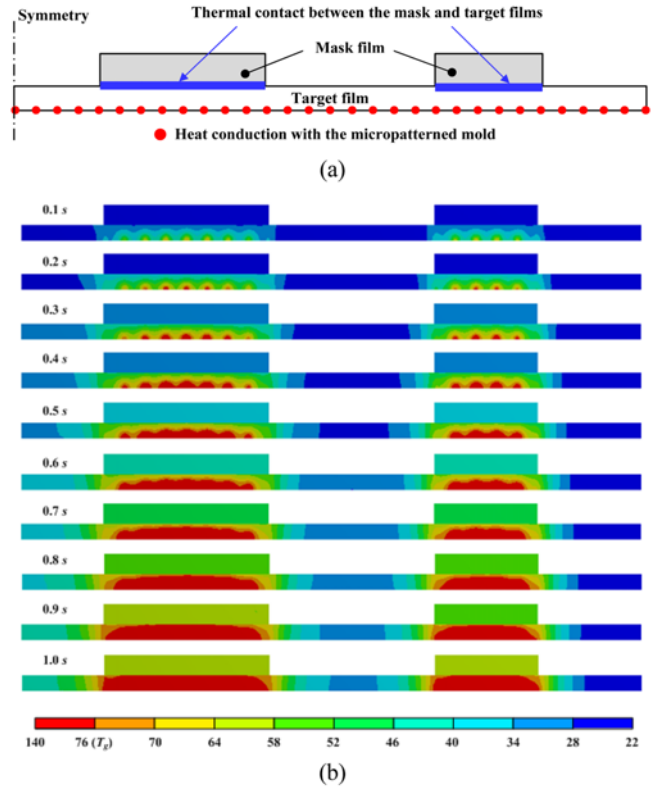 Symmetry
Thermal contact between the mask and target films
Mask film
Target film
Heat conduction with the micropatterned mold
(a)
0.1 s
0.2 s
0.3 s
0.4 s
0.5 s
0.6 s
0.7 s
0.8 s
0.9 s
1.0 s
140 76 (Tg) 70 64 58 52 46 40 34 28 22
(b)